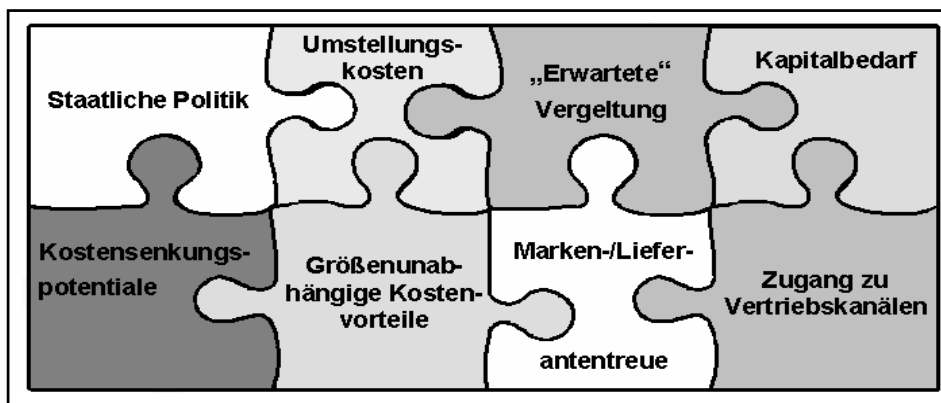 Staatliche Politik
Umstellungs-
kosten
„Erwartete“
Vergeltung
Kapitalbedarf
Kostensenkungs-
potentiale
Größenunab-
hängige Kosten-
vorteile
Marken-/Liefer-
antentreue
Zugang zu
Vertriebskanälen